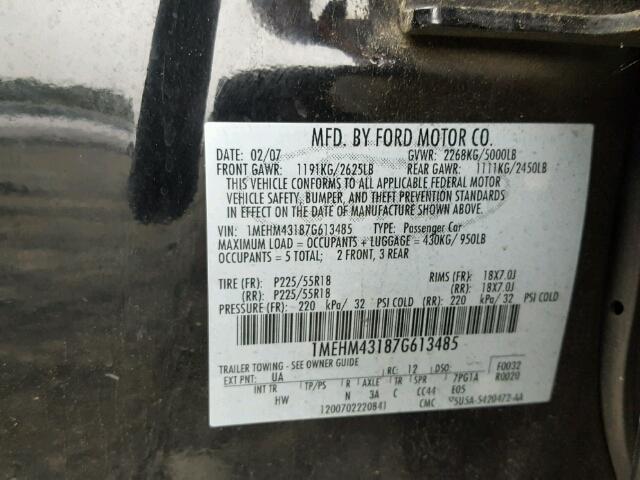 MFD. BY FORD MOTOR CO.
DATE: 02/07 GVWR: 2268KG/5000LB
FRONT GAWR: 1191KG/2625LB REAR GAWR: 1111KG/2450LB
THIS VEHICLE CONFORMS TO ALL APPLICABLE FEDERAL MOTOR
VEHICLE SAFETY, BUMPER, AND THEFT PREVENTION STANDARDS
IN EFFECT ON THE DATE OF MANUFACTURE SHOWN ABOVE.
VIN: 1MEHM43187G613485 TYPE: Passenger Car
MAXIMUM LOAD = OCCUPANTS + LUGGAGE = 430KG/ 950LB
OCCUPANTS = 5 TOTAL; 2 FRONT, 3 REAR
TIRE (FR): P225/55R18 RIMS (FR): 18X7.0J
(RR): P225/55R18 (RR): 18X7.0J
PRESSURE (FR): 220 kPa/ 32 PSI COLD (RR): 220 kPa/ 32 PSI COLD
1MEHM43187G613485
TRAILER TOWING - SEE OWNER GUIDE F0032
EXT PNT: UA RC: 12 DSO: R0020
INT TR TP/PS R AXLE TR SPR 7PGTA
HW N 3A C CC44 E05
1200702220841 CMC 5U5A-5420472-AA